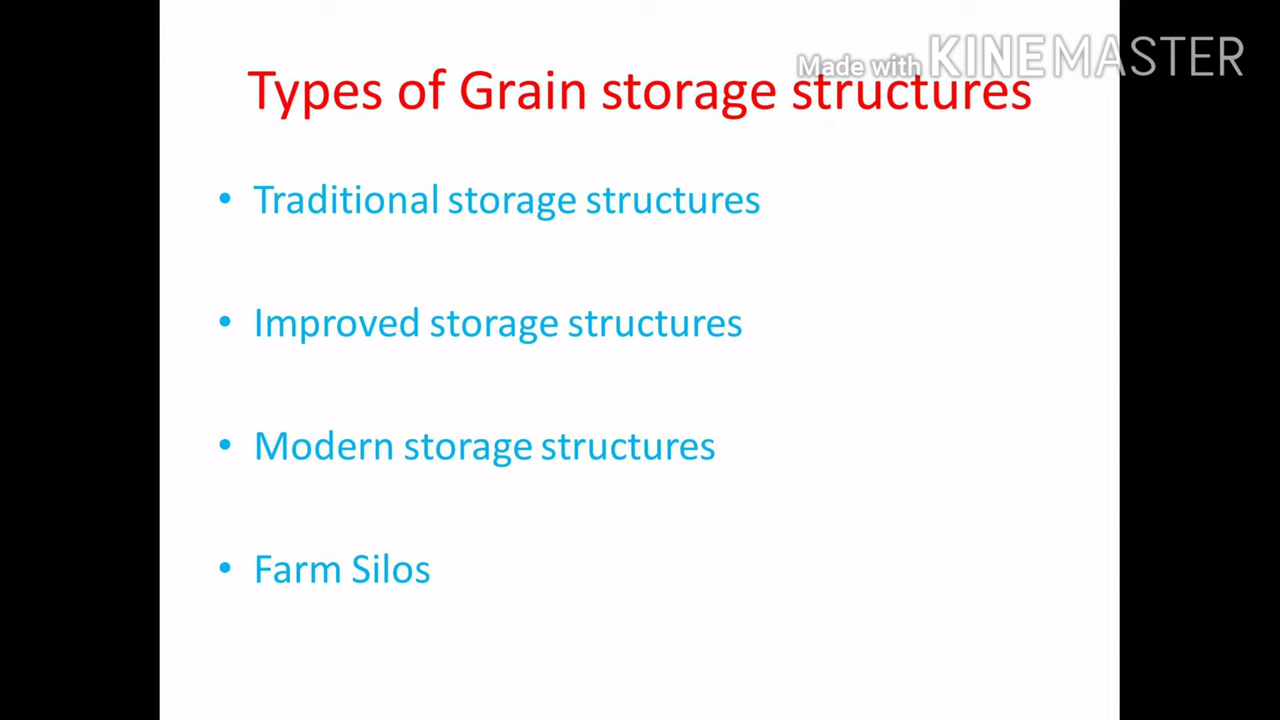 Made with KINEMASTER
Types of Grain storage structures
• Traditional storage structures
• Improved storage structures
• Modern storage structures
• Farm Silos